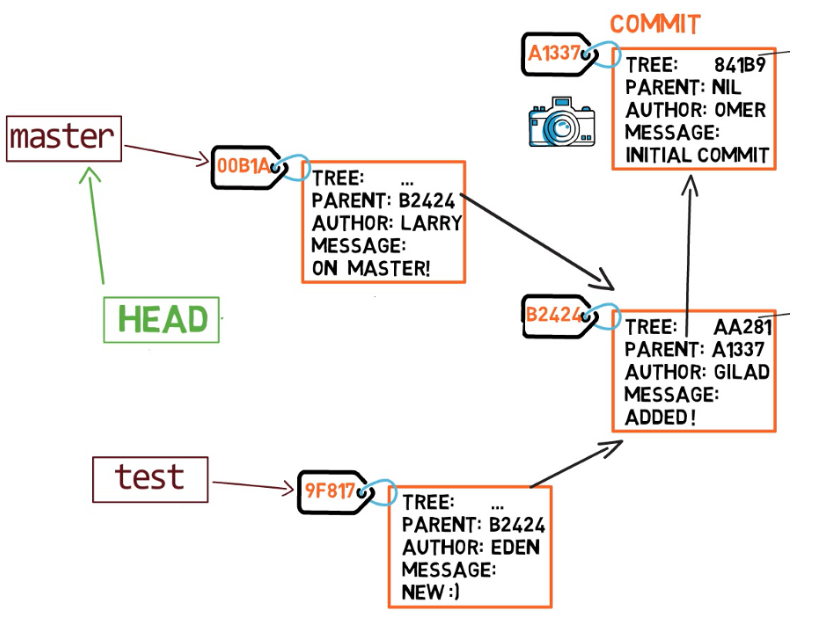 COMMIT
A1337
TREE: 841B9
PARENT: NIL
AUTHOR: OMER
MESSAGE:
INITIAL COMMIT
master
00B1A
TREE: ...
PARENT: B2424
AUTHOR: LARRY
MESSAGE:
ON MASTER!
HEAD
B2424
TREE: AA281
PARENT: A1337
AUTHOR: GILAD
MESSAGE:
ADDED!
test
9F817
TREE: ...
PARENT: B2424
AUTHOR: EDEN
MESSAGE:
NEW :)